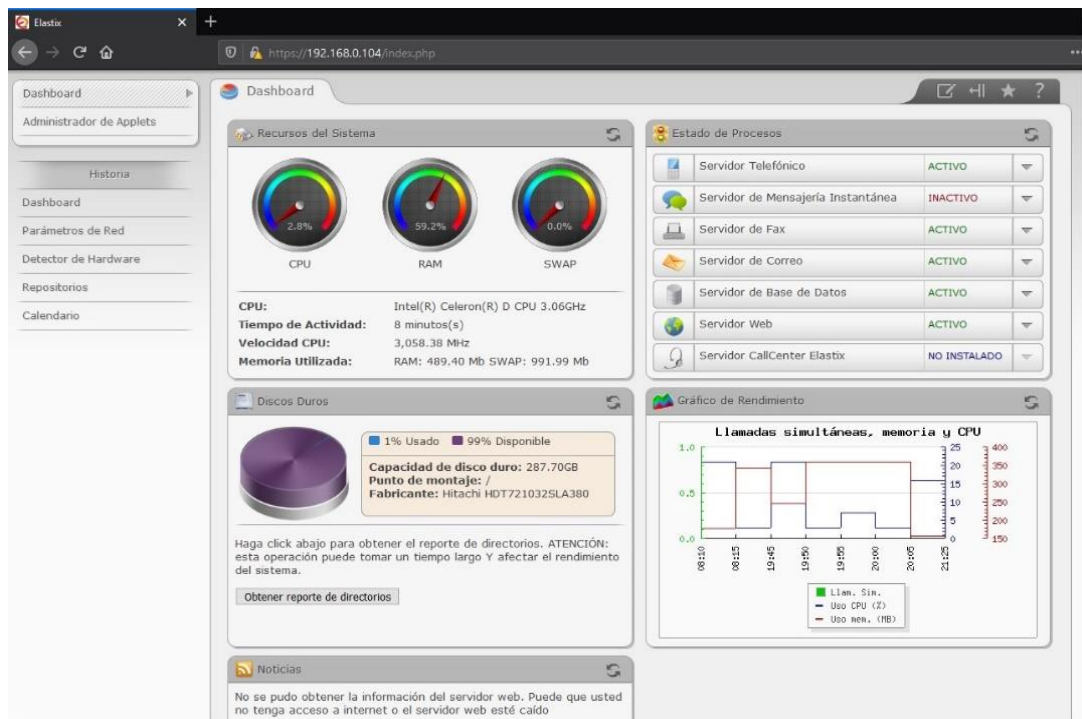 Elastix
https://192.168.0.104/index.php
Dashboard
Administrador de Applets
Historia
Dashboard
Parámetros de Red
Detector de Hardware
Repositorios
Calendario
Dashboard
?
Recursos del Sistema
2.8%
59.2%
0.0%
CPU
RAM
SWAP
CPU: Intel(R) Celeron(R) D CPU 3.06GHz
Tiempo de Actividad: 8 minutos(s)
Velocidad CPU: 3,058.38 MHz
Memoria Utilizada: RAM: 489.40 Mb SWAP: 991.99 Mb
Estado de Procesos
Servidor Telefónico ACTIVO
Servidor de Mensajería Instantánea INACTIVO
Servidor de Fax ACTIVO
Servidor de Correo ACTIVO
Servidor de Base de Datos ACTIVO
Servidor Web ACTIVO
Servidor CallCenter Elastix NO INSTALADO
Discos Duros
1% Usado 99% Disponible
Capacidad de disco duro: 287.70GB
Punto de montaje: /
Fabricante: Hitachi HDT721032SLA380
Haga click abajo para obtener el reporte de directorios. ATENCIÓN:
esta operación puede tomar un tiempo largo Y afectar el rendimiento
del sistema.
Obtener reporte de directorios
Gráfico de Rendimiento
Llamadas simultáneas, memoria y CPU
1.0
0.5
0.0
25
20
15
10
5
0
400
350
300
250
200
150
08:10
08:15
19:45
19:50
19:55
20:00
20:05
21:25
Llam. Sim.
Uso CPU (%)
Uso mem. (MB)
Noticias
No se pudo obtener la información del servidor web. Puede que usted
no tenga acceso a internet o el servidor web esté caído